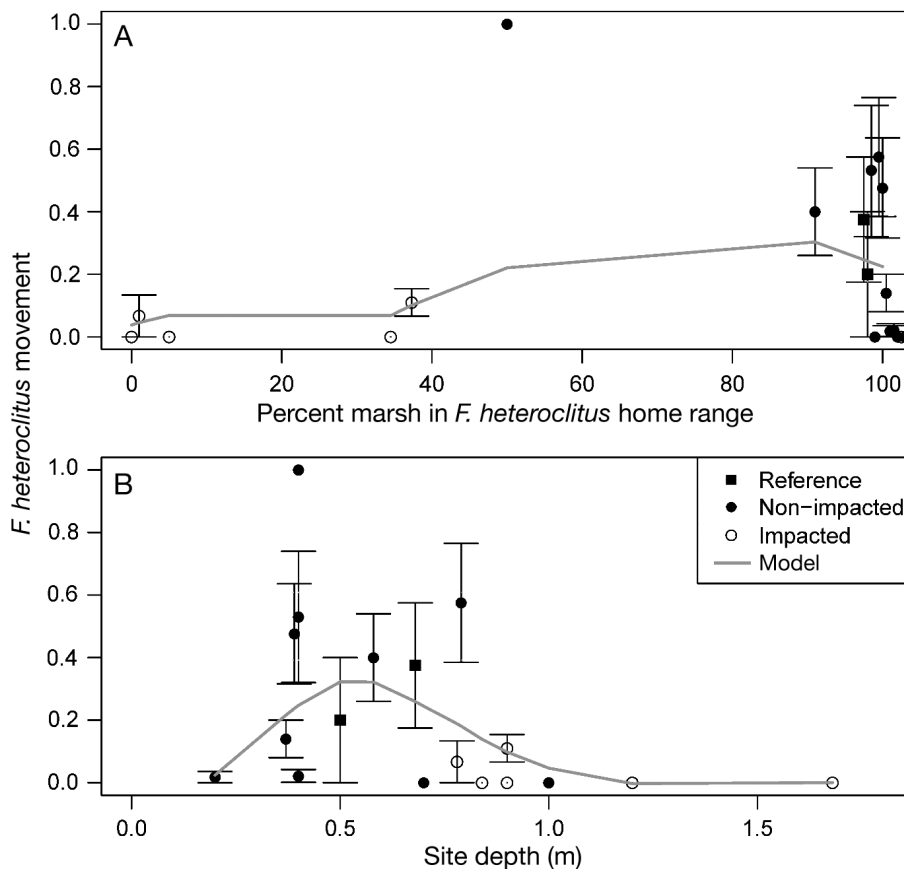 A
1.0
0.8
0.6
0.4
0.2
0.0
0 20 40 60 80 100
Percent marsh in F. heteroclitus home range
F. heteroclitus movement
B
1.0
0.8
0.6
0.4
0.2
0.0
Reference
Non-impacted
Impacted
Model
0.0 0.5 1.0 1.5
Site depth (m)